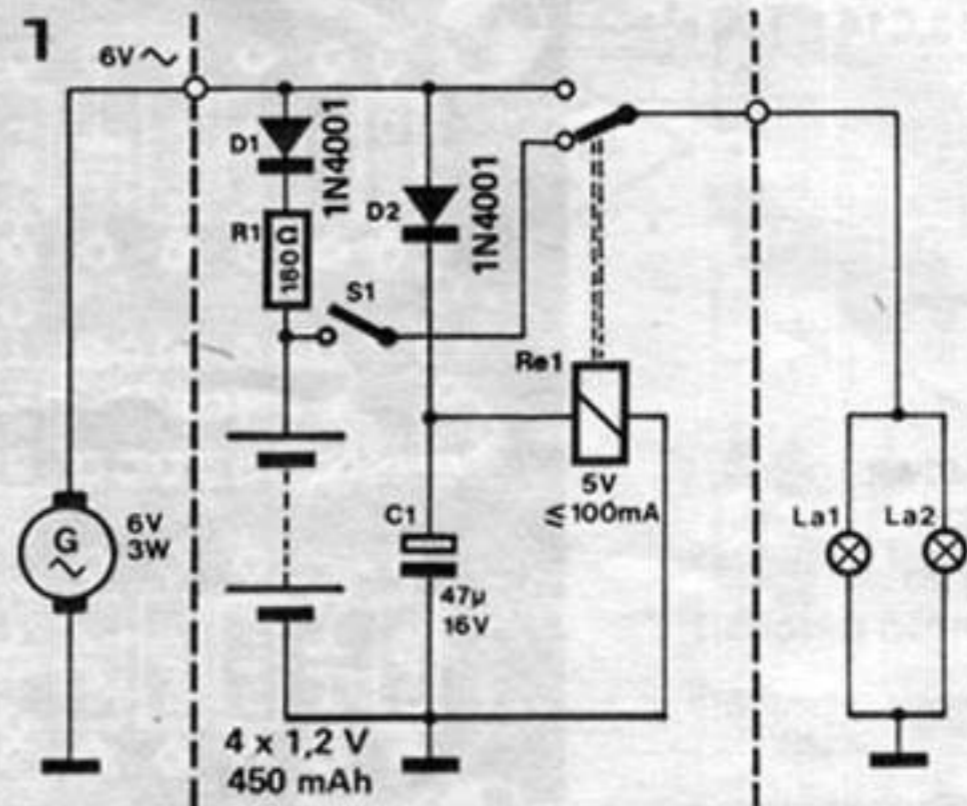 1
6V ~
D1
1N4001
R1
180Ω
D2
1N4001
S1
Re1
5V
≤ 100mA
G
~
6V
3W
C1
47µ
16V
La1
La2
4 x 1,2 V
450 mAh